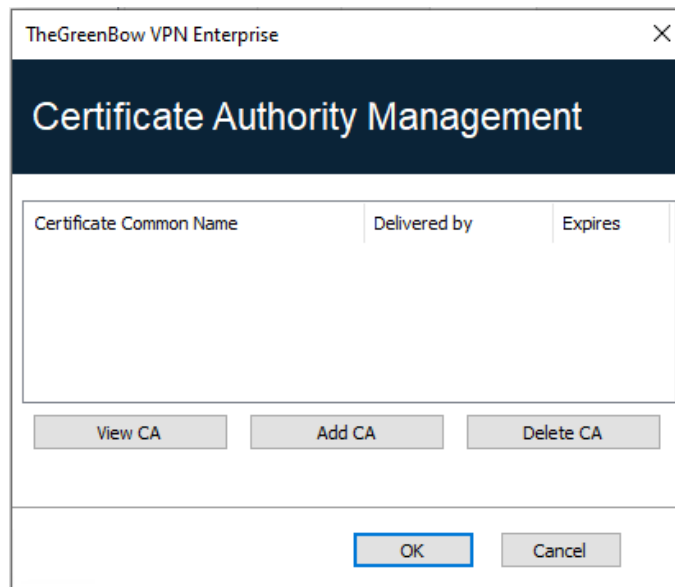 TheGreenBow VPN Enterprise
Certificate Authority Management
Certificate Common Name Delivered by Expires
View CA Add CA Delete CA
OK Cancel